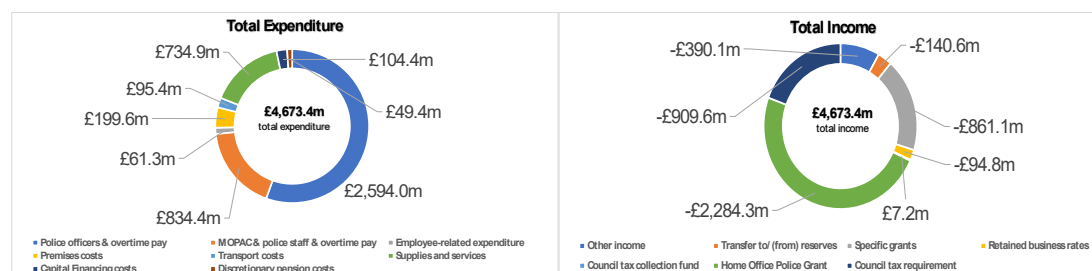 Total Expenditure
£734.9m
£104.4m
£95.4m
£49.4m
£199.6m
£4,673.4m
total expenditure
£61.3m
£2,594.0m
£834.4m
Police officers & overtime pay
MOPAC & police staff & overtime pay
Employee-related expenditure
Premises costs
Transport costs
Supplies and services
Capital Financing costs
Discretionary pension costs
Total Income
-£390.1m
-£140.6m
-£909.6m
£4,673.4m
total income
-£861.1m
-£94.8m
-£2,284.3m
£7.2m
Other income
Transfer to/ (from) reserves
Specific grants
Retained business rates
Council tax collection fund
Home Office Police Grant
Council tax requirement